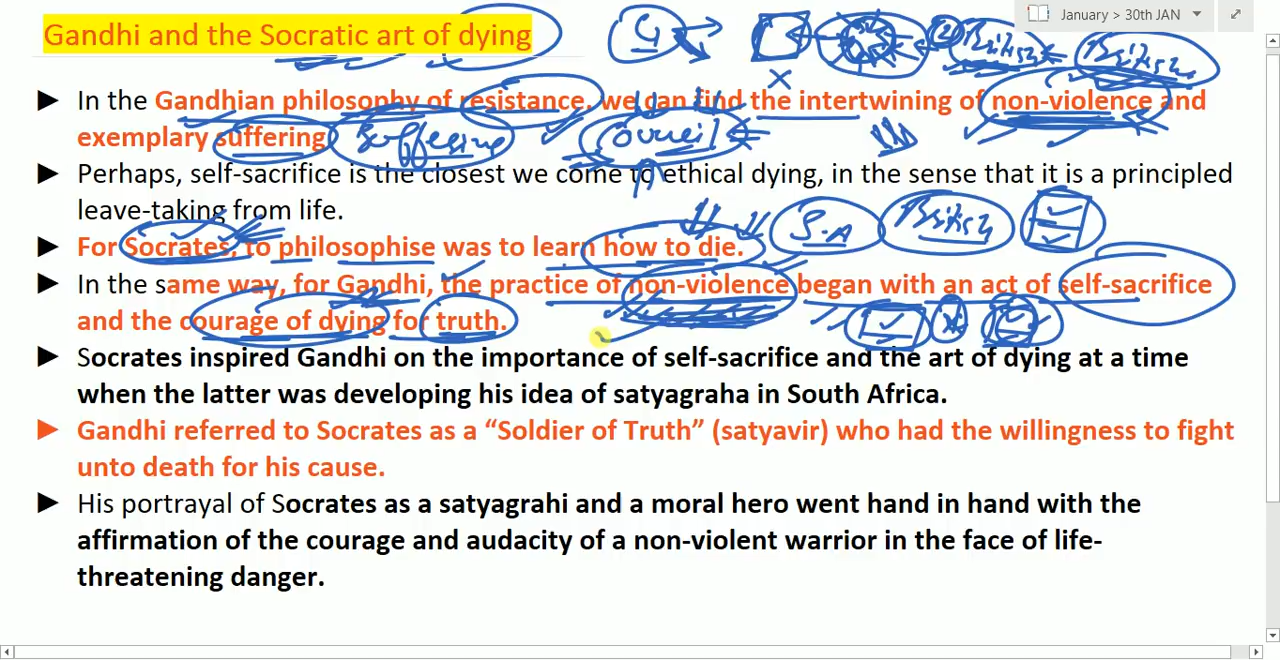 Gandhi and the Socratic art of dying
January > 30th JAN
G
(2) British
British
► In the Gandhian philosophy of resistance, we can find the intertwining of non-violence and
exemplary suffering
Suffering
► Perhaps, self-sacrifice is the closest we come to ethical dying, in the sense that it is a principled
leave-taking from life.
S.A
British
► For Socrates, to philosophise was to learn how to die.
► In the same way, for Gandhi, the practice of non-violence began with an act of self-sacrifice
and the courage of dying for truth.
► Socrates inspired Gandhi on the importance of self-sacrifice and the art of dying at a time
when the latter was developing his idea of satyagraha in South Africa.
► Gandhi referred to Socrates as a “Soldier of Truth” (satyavir) who had the willingness to fight
unto death for his cause.
► His portrayal of Socrates as a satyagrahi and a moral hero went hand in hand with the
affirmation of the courage and audacity of a non-violent warrior in the face of life-
threatening danger.